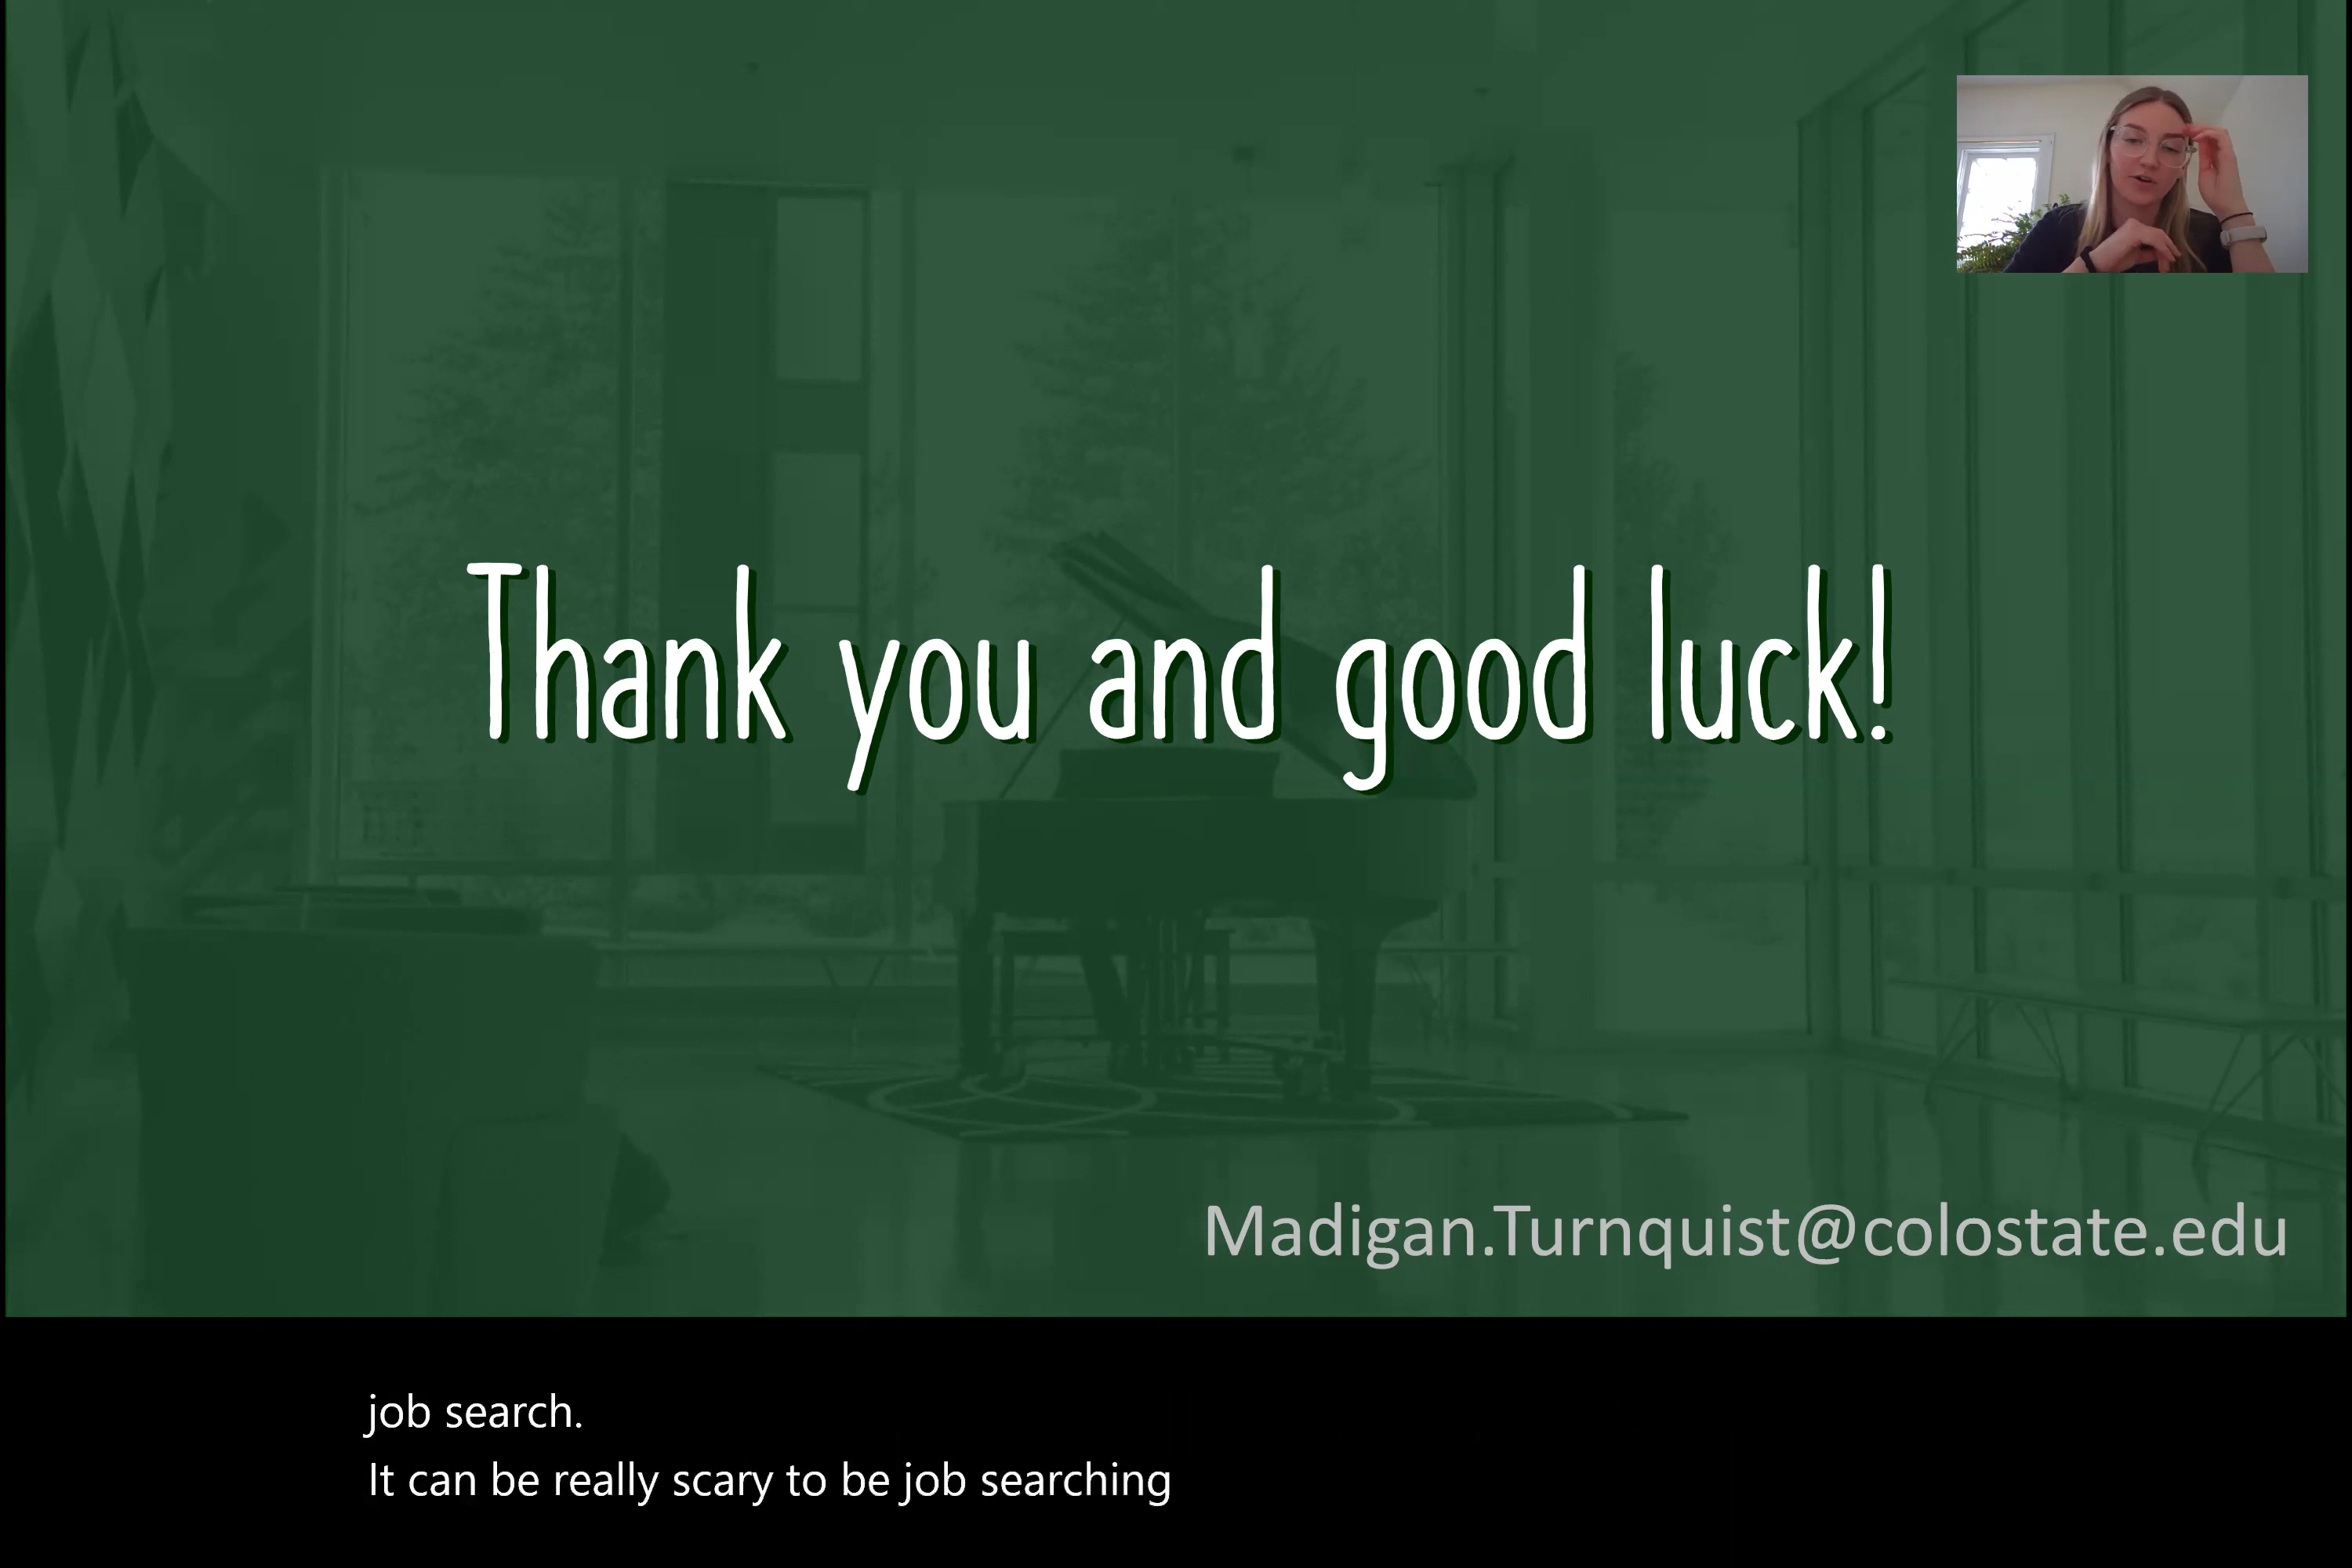 Thank you and good luck!
Madigan.Turnquist@colostate.edu
job search.
It can be really scary to be job searching